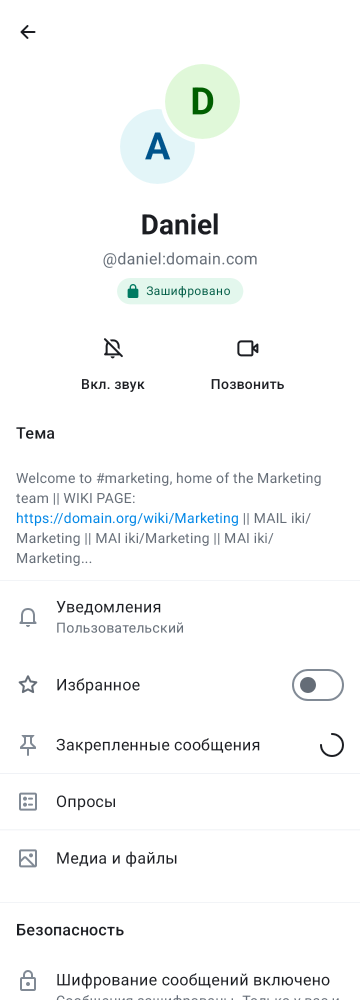 D
A
Daniel
@daniel:domain.com
Зашифровано
Вкл. звук
Позвонить
Тема
Welcome to #marketing, home of the Marketing
team || WIKI PAGE:
https://domain.org/wiki/Marketing || MAIL iki/
Marketing || MAI iki/Marketing || MAI iki/
Marketing...
Уведомления
Пользовательский
Избранное
Закрепленные сообщения
Опросы
Медиа и файлы
Безопасность
Шифрование сообщений включено